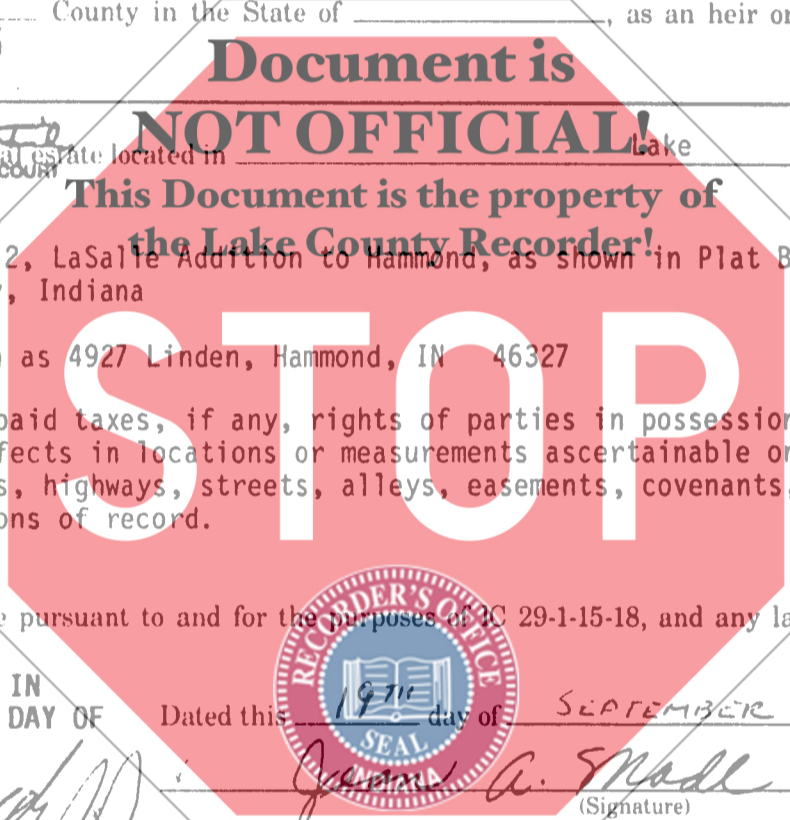 County in the State of , as an heir or
Document is
NOT OFFICIAL!
al estate located in Lake
COURT
This Document is the property of
the Lake County Recorder!
2, LaSalle Addition to Hammond, as shown in Plat B
, Indiana
as 4927 Linden, Hammond, IN 46327
STOP
paid taxes, if any, rights of parties in possession
fects in locations or measurements ascertainable or
s, highways, streets, alleys, easements, covenants,
ons of record.
e pursuant to and for the purposes of IC 29-1-15-18, and any la
RECORDER'S OFFICE
SEAL
INDIANA
IN
DAY OF
Dated this 19TH day of SEPTEMBER
A.
(Signature)